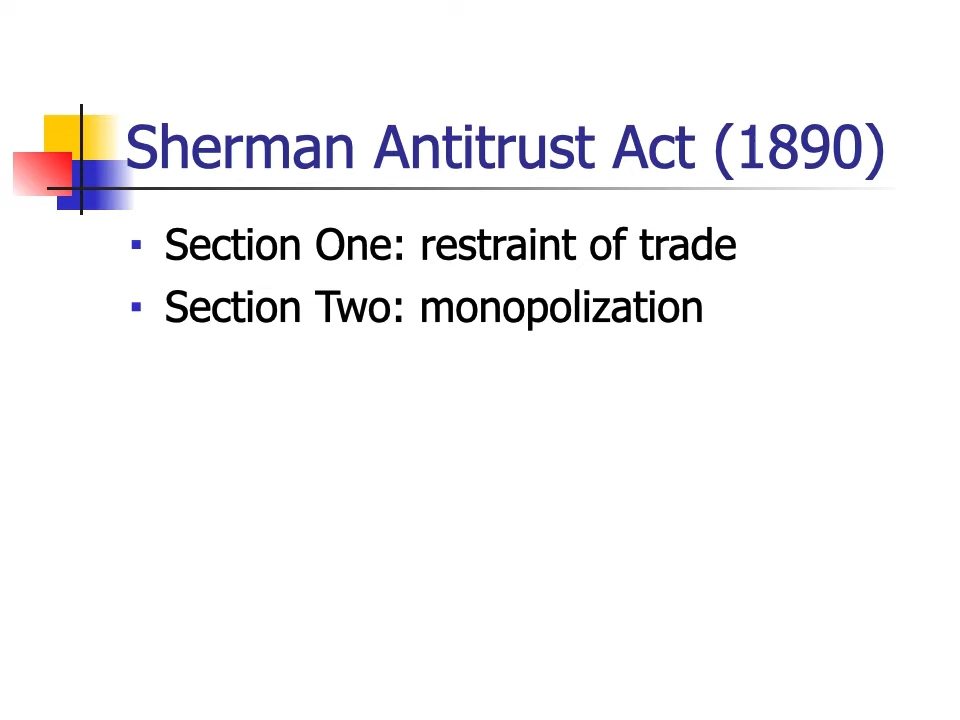 Sherman Antitrust Act (1890)
▪ Section One: restraint of trade
▪ Section Two: monopolization